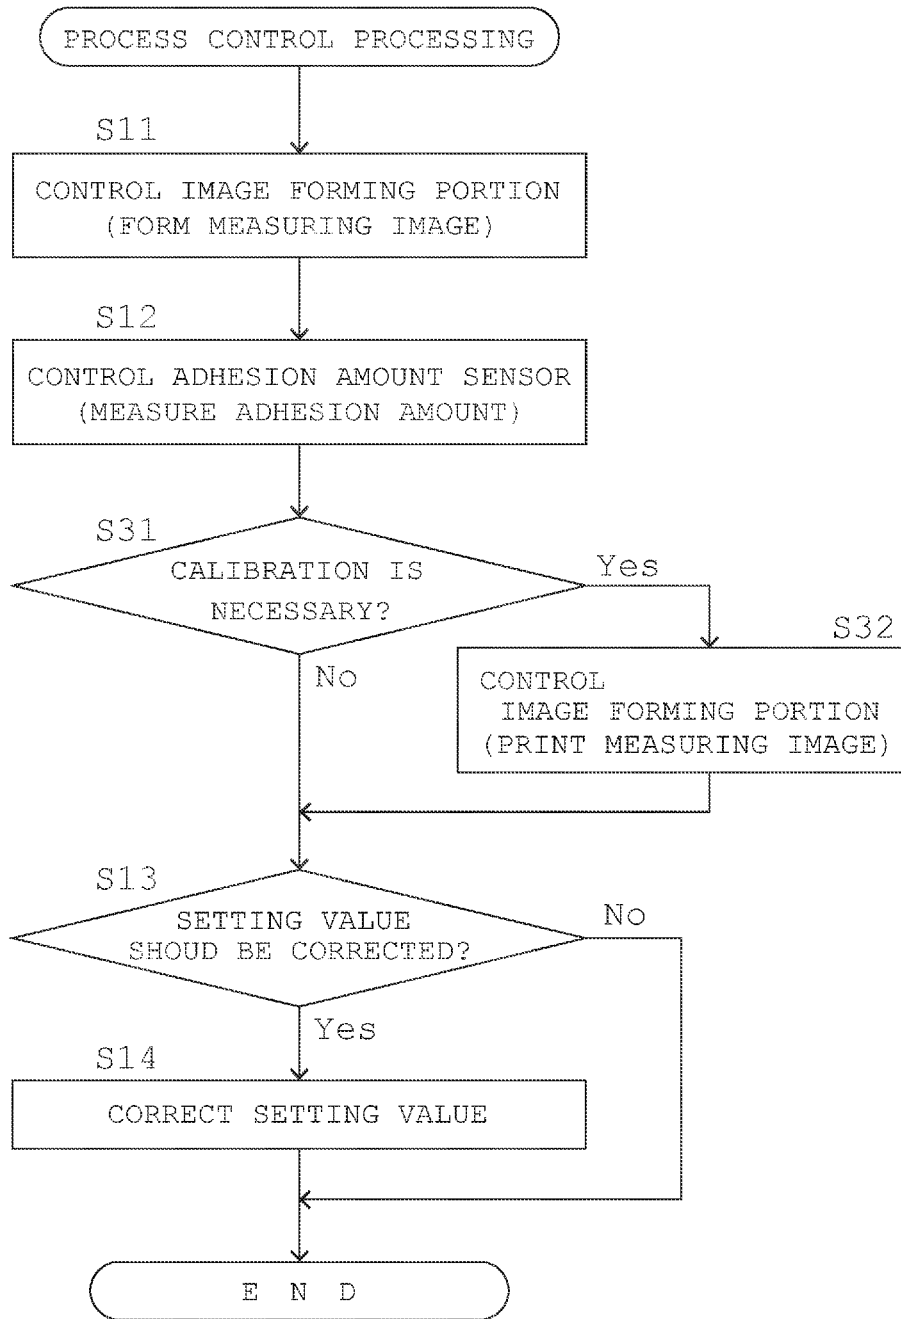 PROCESS CONTROL PROCESSING
S11
CONTROL IMAGE FORMING PORTION
(FORM MEASURING IMAGE)
S12
CONTROL ADHESION AMOUNT SENSOR
(MEASURE ADHESION AMOUNT)
S31
CALIBRATION IS
NECESSARY?
Yes
No
S32
CONTROL
IMAGE FORMING PORTION
(PRINT MEASURING IMAGE)
S13
SETTING VALUE
SHOUD BE CORRECTED?
No
Yes
S14
CORRECT SETTING VALUE
E N D